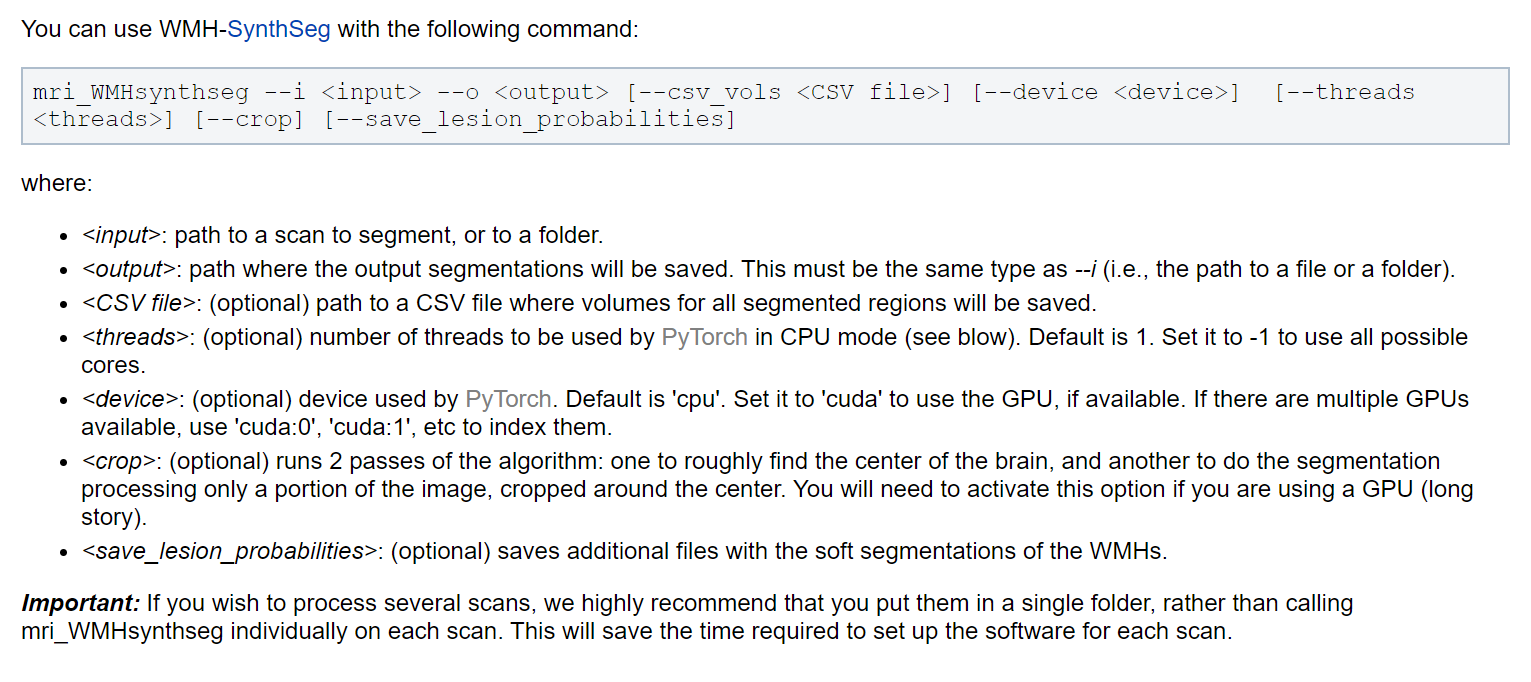 You can use WMH-SynthSeg with the following command:
mri_WMHsynthseg --i <input> --o <output> [--csv_vols <CSV file>] [--device <device>]  [--threads
<threads>] [--crop] [--save_lesion_probabilities]
where:
• <input>: path to a scan to segment, or to a folder.
• <output>: path where the output segmentations will be saved. This must be the same type as --i (i.e., the path to a file or a folder).
• <CSV file>: (optional) path to a CSV file where volumes for all segmented regions will be saved.
• <threads>: (optional) number of threads to be used by PyTorch in CPU mode (see blow). Default is 1. Set it to -1 to use all possible
cores.
• <device>: (optional) device used by PyTorch. Default is 'cpu'. Set it to 'cuda' to use the GPU, if available. If there are multiple GPUs
available, use 'cuda:0', 'cuda:1', etc to index them.
• <crop>: (optional) runs 2 passes of the algorithm: one to roughly find the center of the brain, and another to do the segmentation
processing only a portion of the image, cropped around the center. You will need to activate this option if you are using a GPU (long
story).
• <save_lesion_probabilities>: (optional) saves additional files with the soft segmentations of the WMHs.
Important: If you wish to process several scans, we highly recommend that you put them in a single folder, rather than calling
mri_WMHsynthseg individually on each scan. This will save the time required to set up the software for each scan.